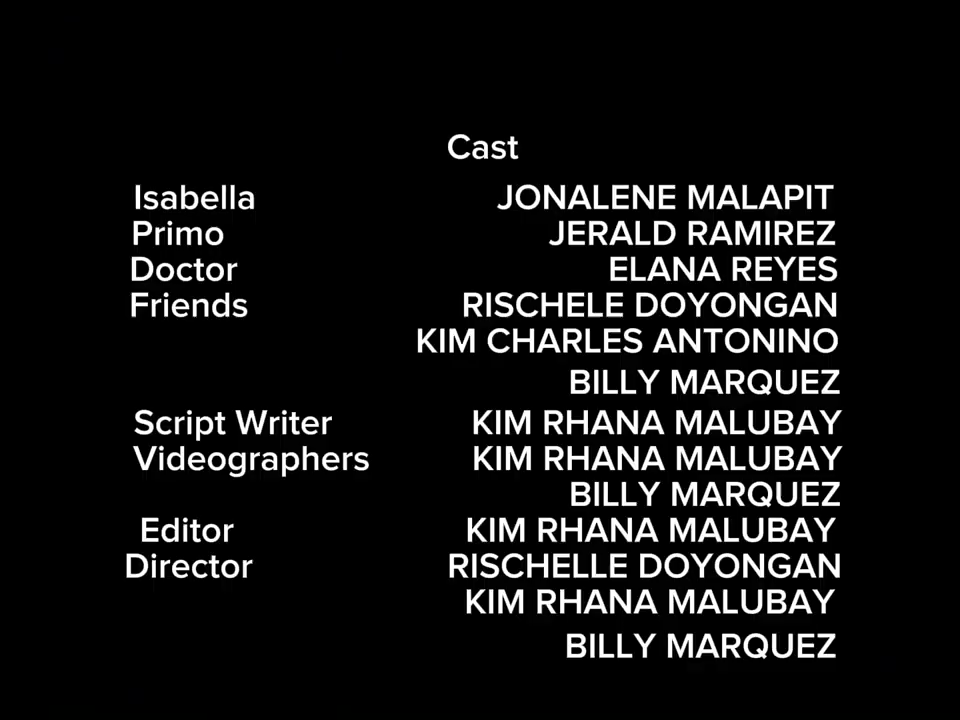 Cast
Isabella JONALENE MALAPIT
Primo JERALD RAMIREZ
Doctor ELANA REYES
Friends RISCHELE DOYONGAN
KIM CHARLES ANTONINO
BILLY MARQUEZ
Script Writer KIM RHANA MALUBAY
Videographers KIM RHANA MALUBAY
BILLY MARQUEZ
Editor KIM RHANA MALUBAY
Director RISCHELLE DOYONGAN
KIM RHANA MALUBAY
BILLY MARQUEZ